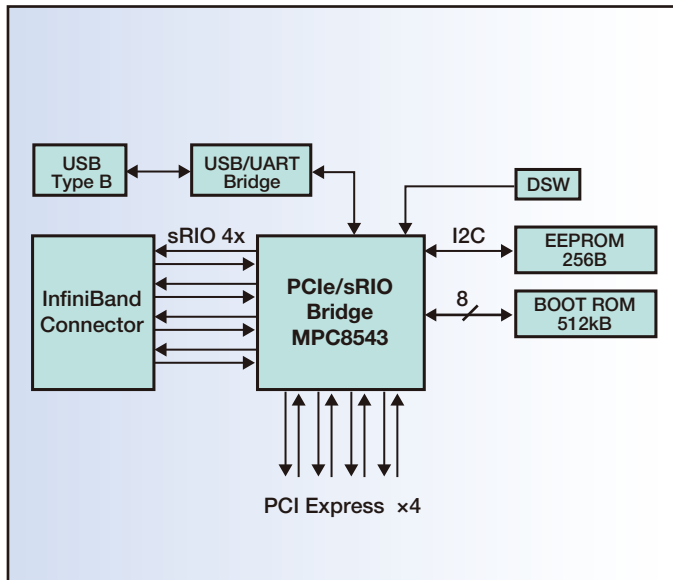 USB
Type B
USB/UART
Bridge
DSW
sRIO 4x
I2C
EEPROM
256B
InfiniBand
Connector
PCIe/sRIO
Bridge
MPC8543
8
BOOT ROM
512kB
PCI Express ×4